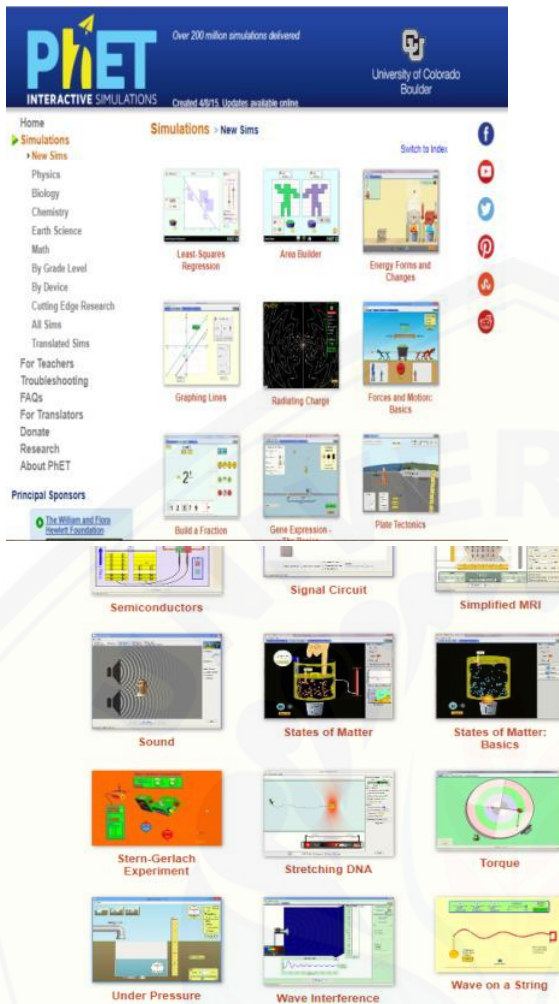 PhET
INTERACTIVE SIMULATIONS
Over 200 million simulations delivered
Created 4/8/15. Updates available online.
CU
University of Colorado
Boulder
Home
Simulations
New Sims
Physics
Biology
Chemistry
Earth Science
Math
By Grade Level
By Device
Cutting Edge Research
All Sims
Translated Sims
For Teachers
Troubleshooting
FAQs
For Translators
Donate
Research
About PhET
Principal Sponsors
The William and Flora
Hewlett Foundation
Simulations > New Sims
Switch to Index
Least-Squares
Regression
Area Builder
Energy Forms and
Changes
Graphing Lines
Radiating Charge
Forces and Motion:
Basics
Build a Fraction
Gene Expression -
Plate Tectonics
Semiconductors
Signal Circuit
Simplified MRI
Sound
States of Matter
States of Matter:
Basics
Stern-Gerlach
Experiment
Stretching DNA
Torque
Under Pressure
Wave Interference
Wave on a String